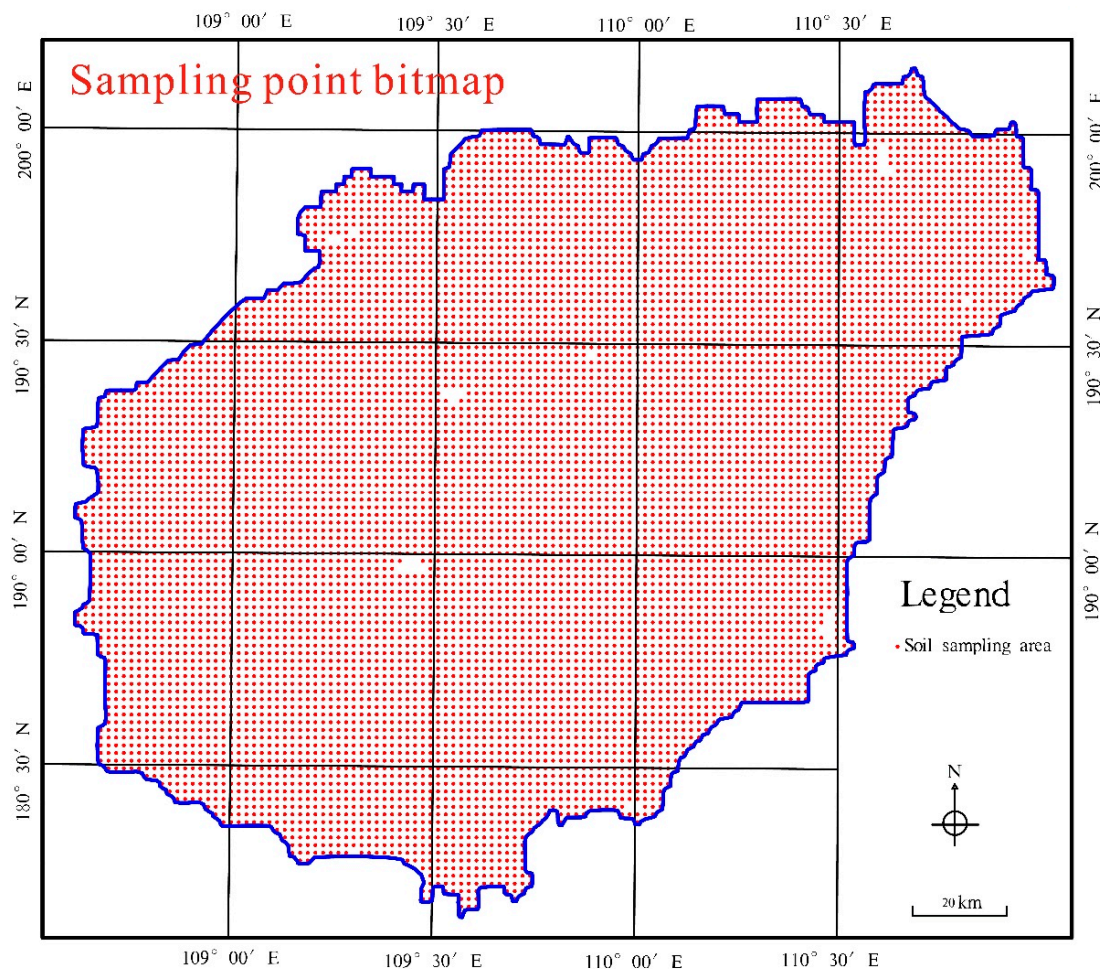 109° 00′ E
109° 30′ E
110° 00′ E
110° 30′ E
Sampling point bitmap
200° 00′ E
200° 00′ E
190° 30′ N
190° 30′ N
190° 00′ N
190° 00′ N
Legend
Soil sampling area
180° 30′ N
N
20 km
109° 00′ E
109° 30′ E
110° 00′ E
110° 30′ E